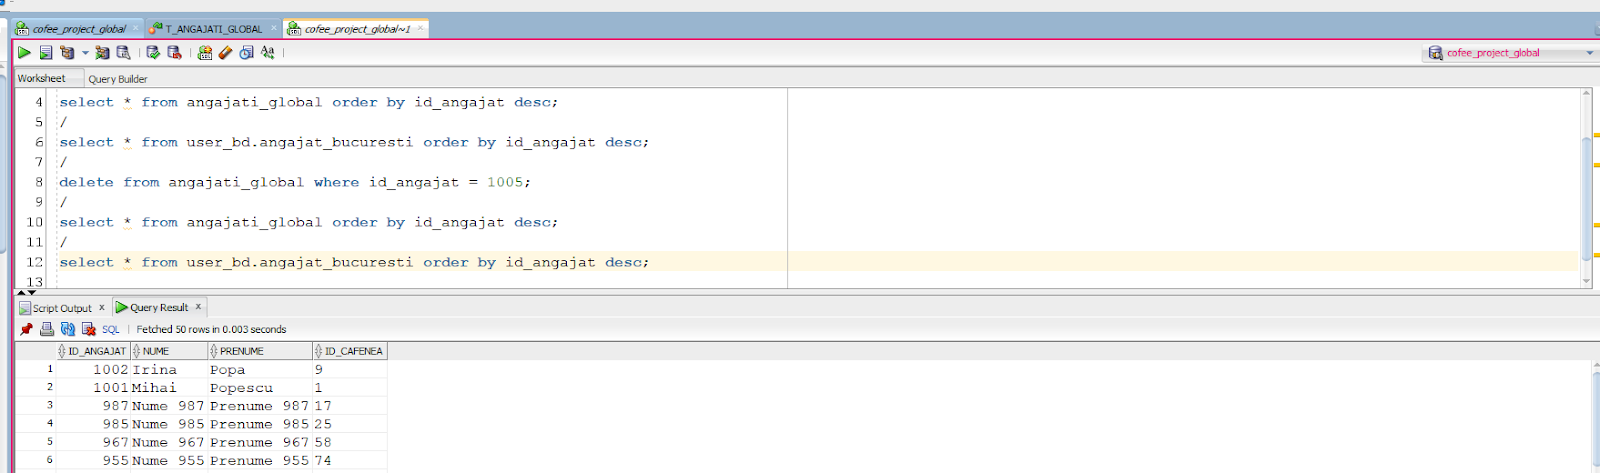 cofee_project_global T_ANGAJATI_GLOBAL cofee_project_global~1
cofee_project_global
Worksheet Query Builder
4 select * from angajati_global order by id_angajat desc;
5 /
6 select * from user_bd.angajat_bucuresti order by id_angajat desc;
7 /
8 delete from angajati_global where id_angajat = 1005;
9 /
10 select * from angajati_global order by id_angajat desc;
11 /
12 select * from user_bd.angajat_bucuresti order by id_angajat desc;
13
Script Output x Query Result x
SQL | Fetched 50 rows in 0.003 seconds
ID_ANGAJAT NUME PRENUME ID_CAFENEA
1 1002 Irina Popa 9
2 1001 Mihai Popescu 1
3 987 Nume 987 Prenume 987 17
4 985 Nume 985 Prenume 985 25
5 967 Nume 967 Prenume 967 58
6 955 Nume 955 Prenume 955 74